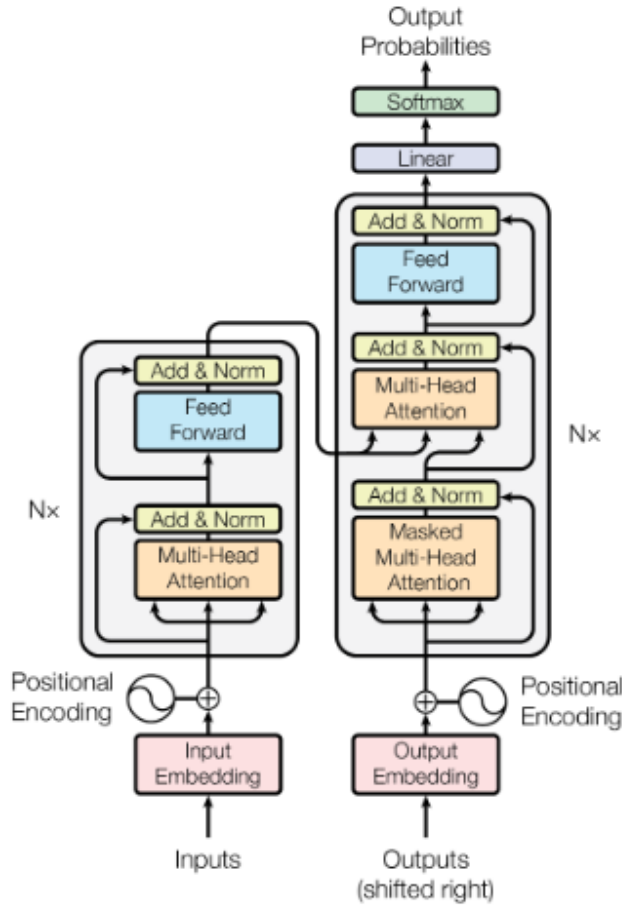 Output
Probabilities
Softmax
Linear
Add & Norm
Feed
Forward
Add & Norm
Multi-Head
Attention
Add & Norm
Masked
Multi-Head
Attention
N×
Add & Norm
Feed
Forward
Add & Norm
Multi-Head
Attention
N×
Positional
Encoding
Positional
Encoding
Input
Embedding
Output
Embedding
Inputs
Outputs
(shifted right)